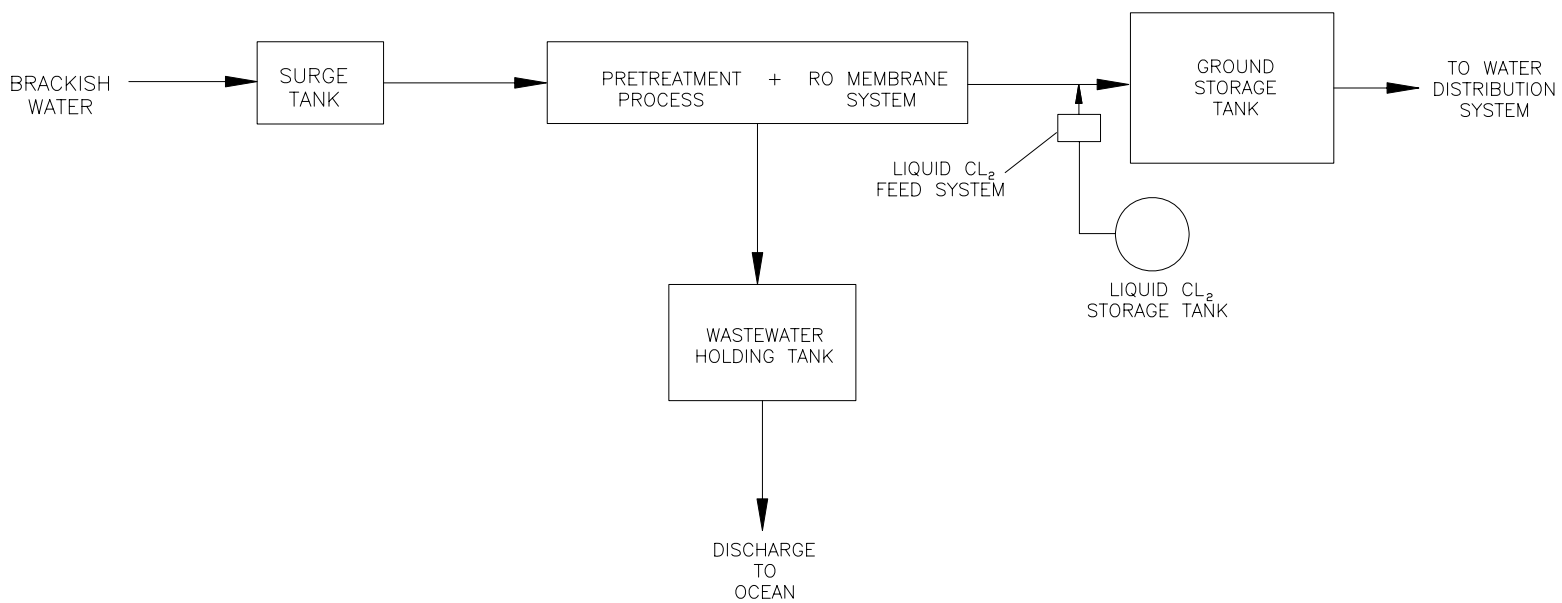 BRACKISH
WATER
SURGE
TANK
PRETREATMENT + RO MEMBRANE
PROCESS SYSTEM
LIQUID CL₂
FEED SYSTEM
GROUND
STORAGE
TANK
TO WATER
DISTRIBUTION
SYSTEM
LIQUID CL₂
STORAGE TANK
WASTEWATER
HOLDING TANK
DISCHARGE
TO
OCEAN